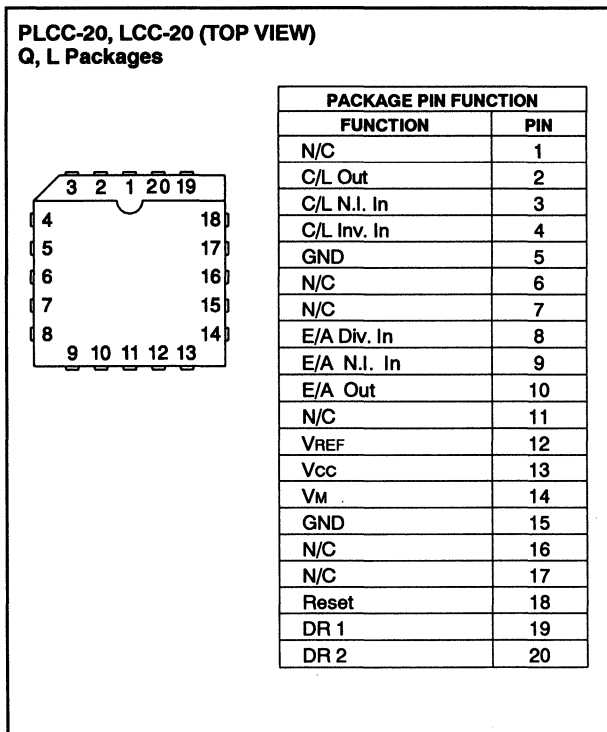 PLCC-20, LCC-20 (TOP VIEW)
Q, L Packages
3 2 1 20 19
4 18
5 17
6 16
7 15
8 14
9 10 11 12 13
PACKAGE PIN FUNCTION
FUNCTION PIN
N/C 1
C/L Out 2
C/L N.I. In 3
C/L Inv. In 4
GND 5
N/C 6
N/C 7
E/A Div. In 8
E/A N.I. In 9
E/A Out 10
N/C 11
VREF 12
VCC 13
VM 14
GND 15
N/C 16
N/C 17
Reset 18
DR 1 19
DR 2 20